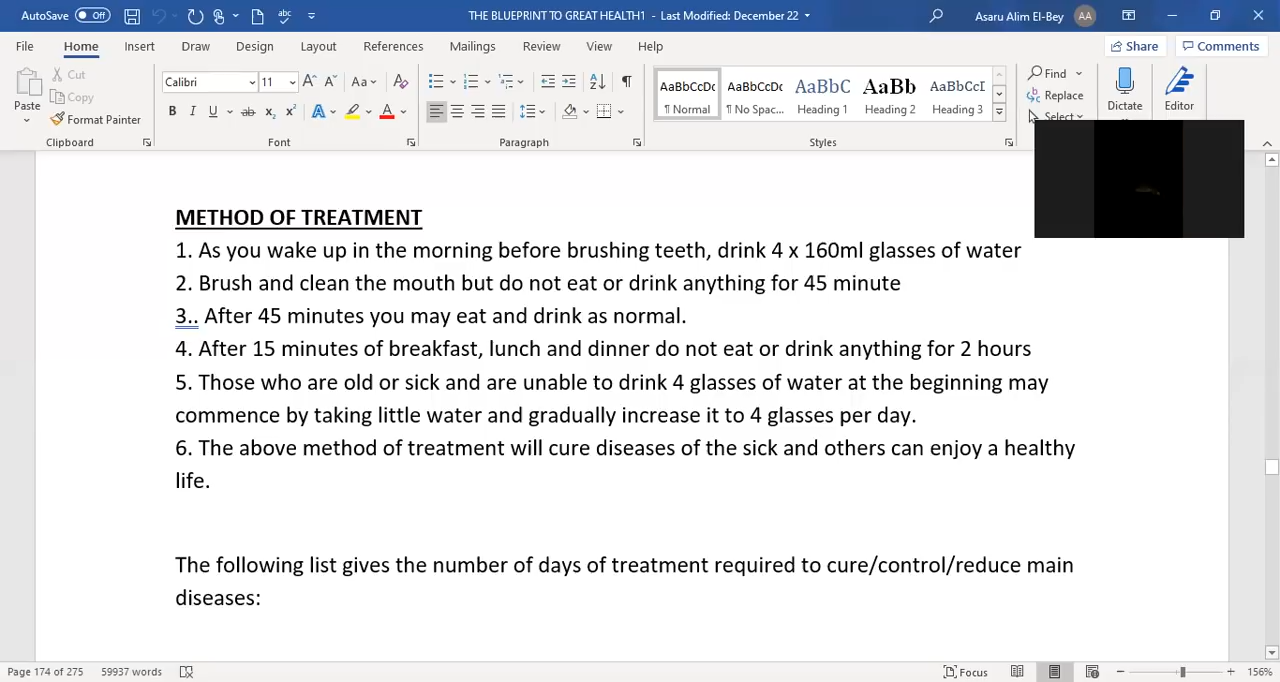 AutoSave Off THE BLUEPRINT TO GREAT HEALTH1 - Last Modified: December 22 Asaru Alim El-Bey AA
File Home Insert Draw Design Layout References Mailings Review View Help Share Comments
Paste Cut Copy Format Painter
Calibri 11
AaBbCcDc AaBbCcDc AaBbC AaBb AaBbCcI
¶ Normal ¶ No Spac... Heading 1 Heading 2 Heading 3
Find Replace Select
Dictate Editor
Clipboard Font Paragraph Styles
METHOD OF TREATMENT
1. As you wake up in the morning before brushing teeth, drink 4 x 160ml glasses of water
2. Brush and clean the mouth but do not eat or drink anything for 45 minute
3.. After 45 minutes you may eat and drink as normal.
4. After 15 minutes of breakfast, lunch and dinner do not eat or drink anything for 2 hours
5. Those who are old or sick and are unable to drink 4 glasses of water at the beginning may
commence by taking little water and gradually increase it to 4 glasses per day.
6. The above method of treatment will cure diseases of the sick and others can enjoy a healthy
life.
The following list gives the number of days of treatment required to cure/control/reduce main
diseases:
Page 174 of 275 59937 words Focus 156%